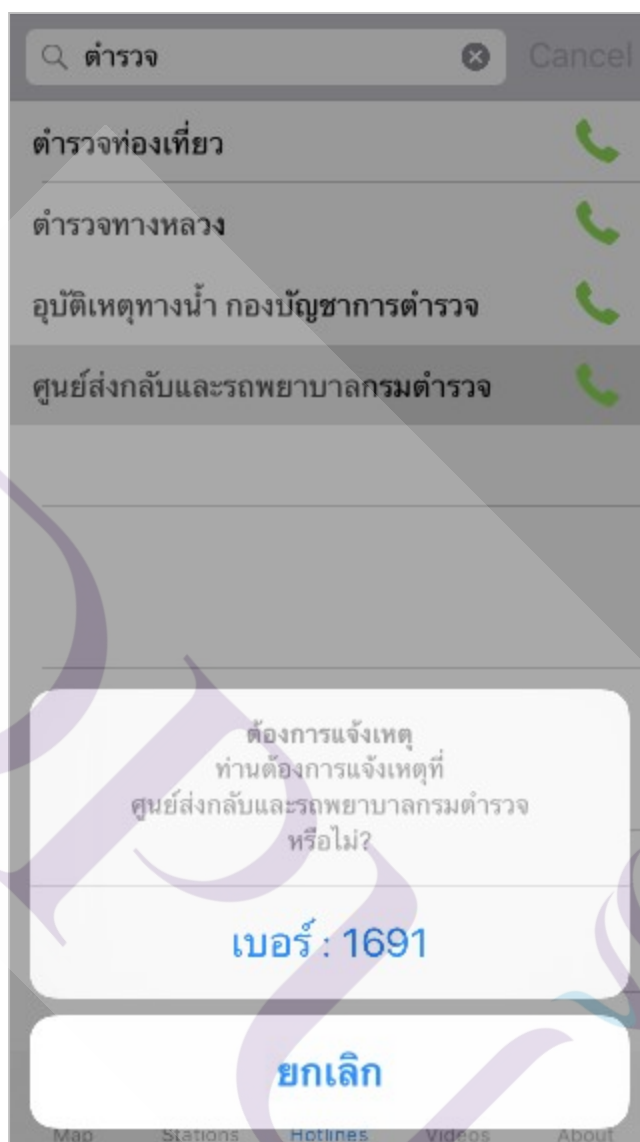 ตำรวจ
Cancel
ตำรวจท่องเที่ยว
ตำรวจทางหลวง
อุบัติเหตุทางน้ำ กองบัญชาการตำรวจ
ศูนย์ส่งกลับและรถพยาบาลกรมตำรวจ
ต้องการแจ้งเหตุ
ท่านต้องการแจ้งเหตุที่
ศูนย์ส่งกลับและรถพยาบาลกรมตำรวจ
หรือไม่?
เบอร์ : 1691
ยกเลิก
Map Stations Hotlines Videos About